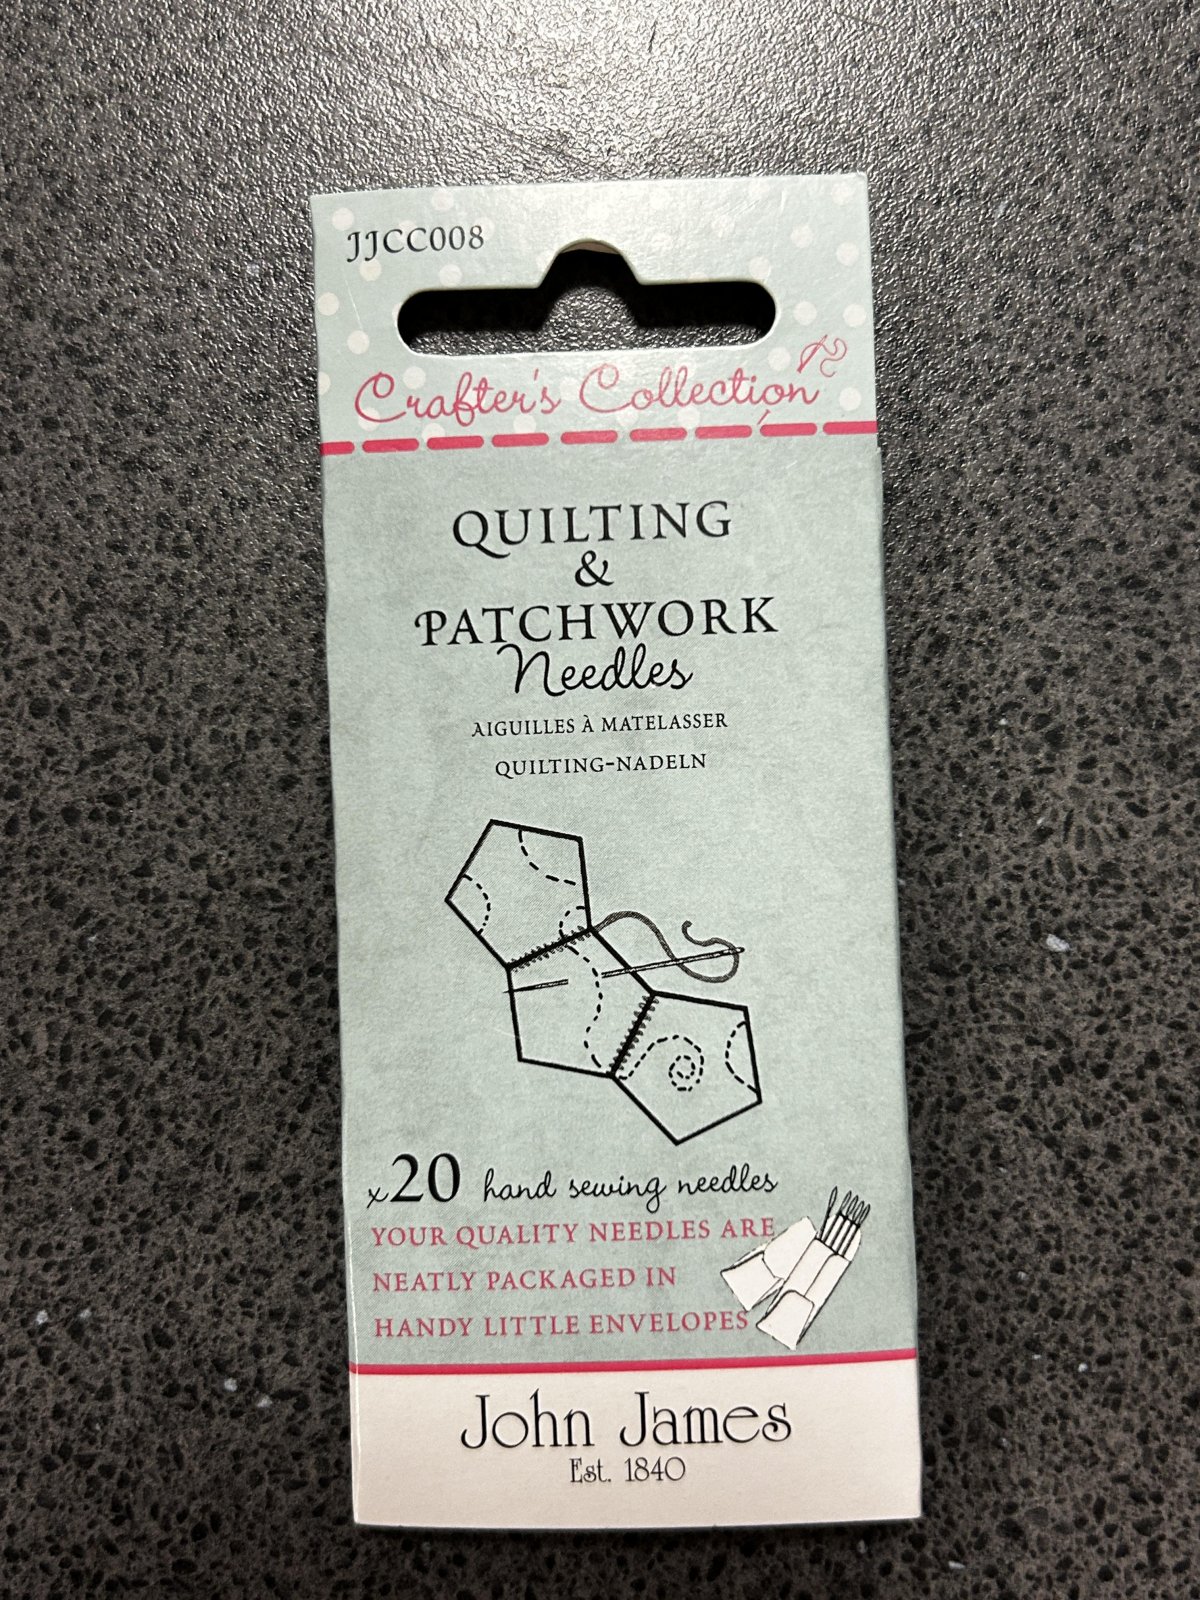 JJCC008
Crafter's Collection
QUILTING
&
PATCHWORK
Needles
AIGUILLES À MATELASSER
QUILTING-NADELN
x20 hand sewing needles
YOUR QUALITY NEEDLES ARE
NEATLY PACKAGED IN
HANDY LITTLE ENVELOPES
John James
Est. 1840